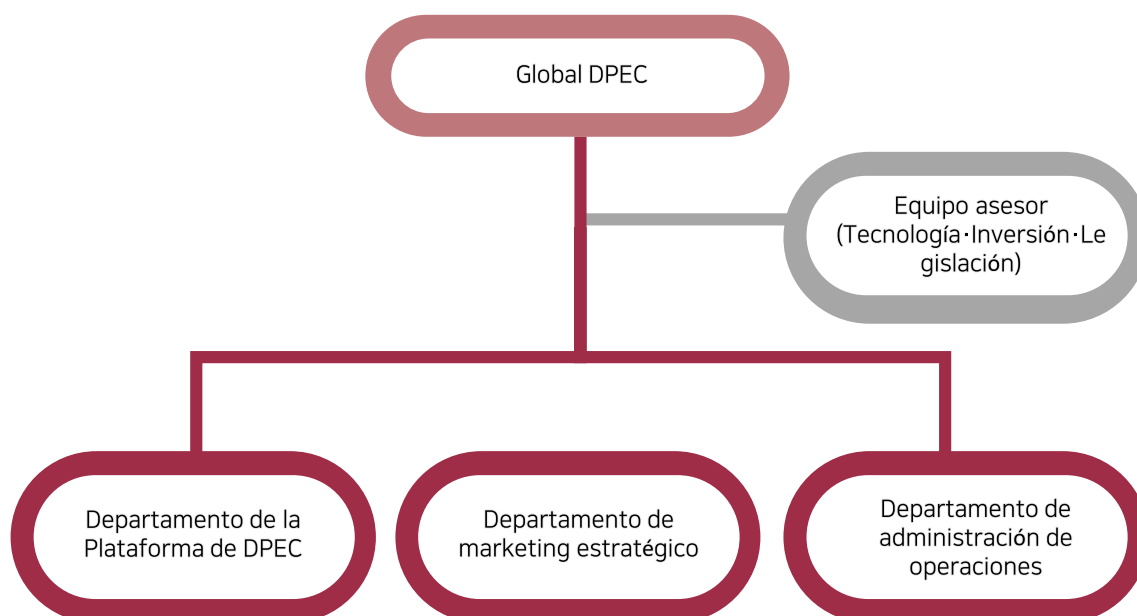 Global DPEC
Equipo asesor
(Tecnología·Inversión·Le
gislación)
Departamento de la
Plataforma de DPEC
Departamento de
marketing estratégico
Departamento de
administración de
operaciones